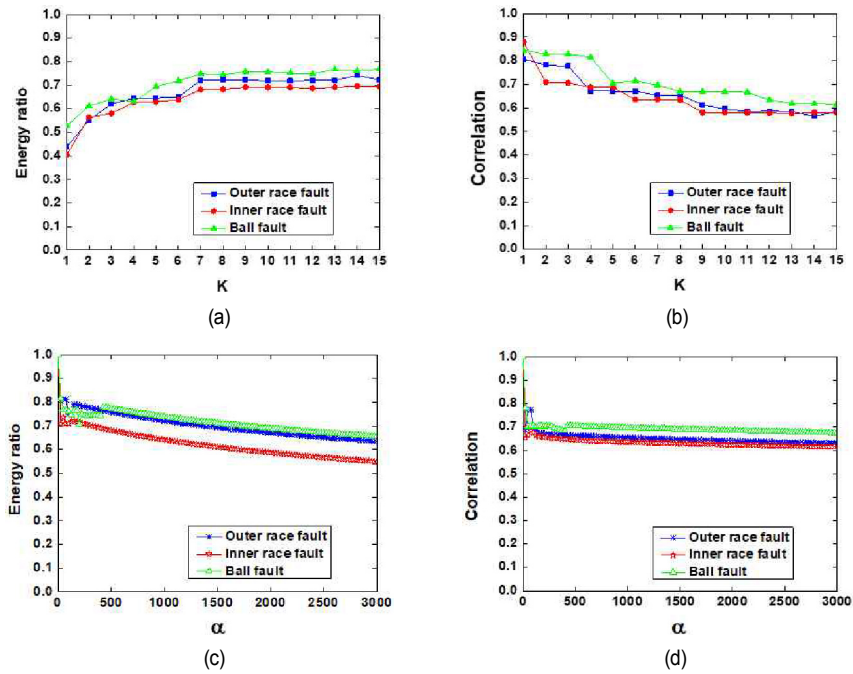 1.0
0.9
0.8
0.7
0.6
0.5
0.4
0.3
0.2
0.1
0.0
Energy ratio
Outer race fault
Inner race fault
Ball fault
1 2 3 4 5 6 7 8 9 10 11 12 13 14 15
K
(a)
1.0
0.9
0.8
0.7
0.6
0.5
0.4
0.3
0.2
0.1
0.0
Correlation
Outer race fault
Inner race fault
Ball fault
1 2 3 4 5 6 7 8 9 10 11 12 13 14 15
K
(b)
1.0
0.9
0.8
0.7
0.6
0.5
0.4
0.3
0.2
0.1
0.0
Energy ratio
Outer race fault
Inner race fault
Ball fault
0 500 1000 1500 2000 2500 3000
α
(c)
1.0
0.9
0.8
0.7
0.6
0.5
0.4
0.3
0.2
0.1
0.0
Correlation
Outer race fault
Inner race fault
Ball fault
0 500 1000 1500 2000 2500 3000
α
(d)